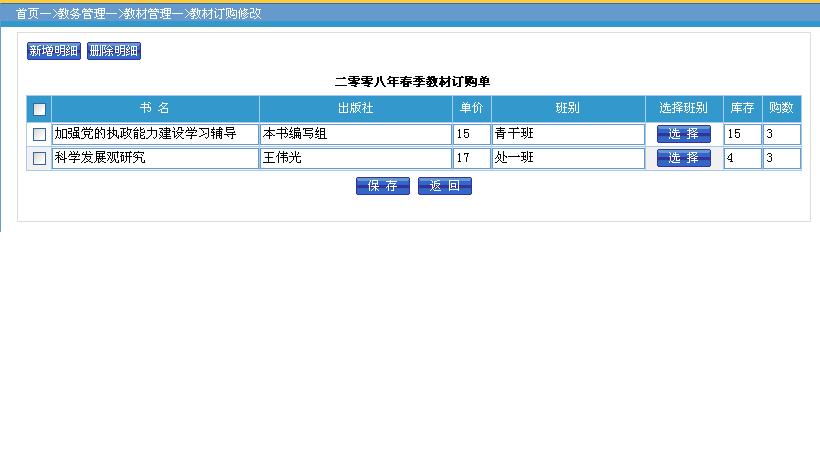 首页一>教务管理一>教材管理一>教材订购修改
新增明细 删除明细
二零零八年春季教材订购单
书 名 出版社 单价 班别 选择班别 库存 购数
加强党的执政能力建设学习辅导 本书编写组 15 青干班 选 择 15 3
科学发展观研究 王伟光 17 处一班 选 择 4 3
保 存 返 回